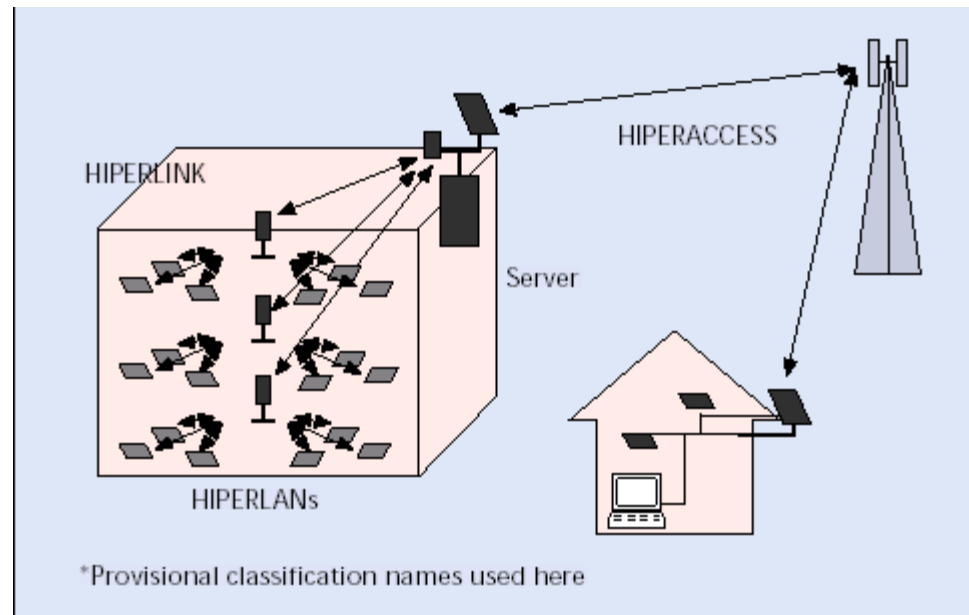 HIPERACCESS
HIPERLINK
Server
HIPERLANs
*Provisional classification names used here